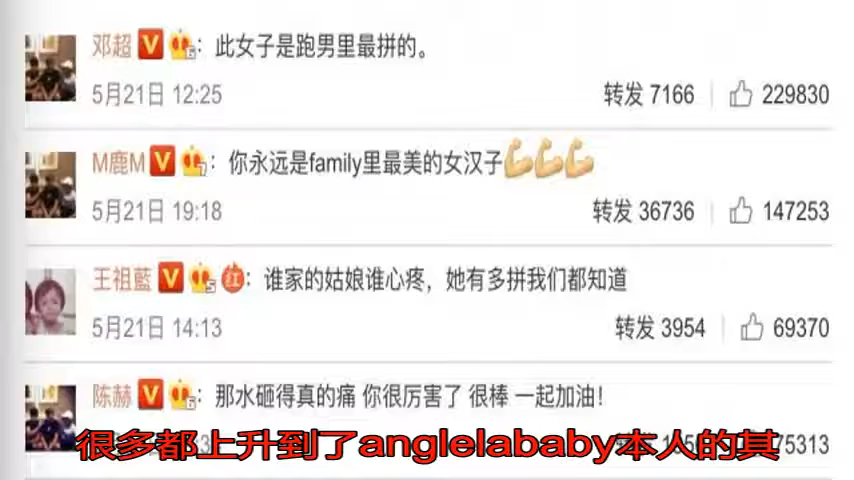 邓超 V 6：此女子是跑男里最拼的。
5月21日 12:25 转发 7166 229830
M鹿M V 7：你永远是family里最美的女汉子💪💪💪
5月21日 19:18 转发 36736 147253
王祖藍 V 5 红：谁家的姑娘谁心疼，她有多拼我们都知道
5月21日 14:13 转发 3954 69370
陈赫 V 6：那水砸得真的痛 你很厉害了 很棒 一起加油！
很多都上升到了anglelababy本人的其
75313